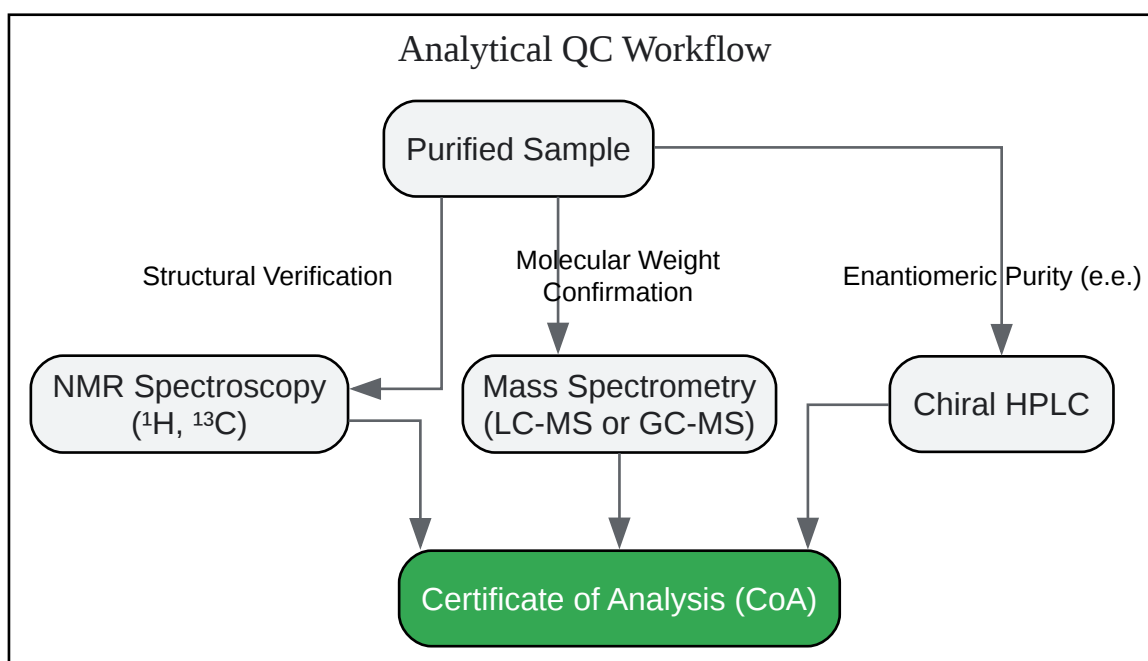 Analytical QC Workflow
Purified Sample
Structural Verification
Molecular Weight
Confirmation
Enantiomeric Purity (e.e.)
NMR Spectroscopy
(¹H, ¹³C)
Mass Spectrometry
(LC-MS or GC-MS)
Chiral HPLC
Certificate of Analysis (CoA)